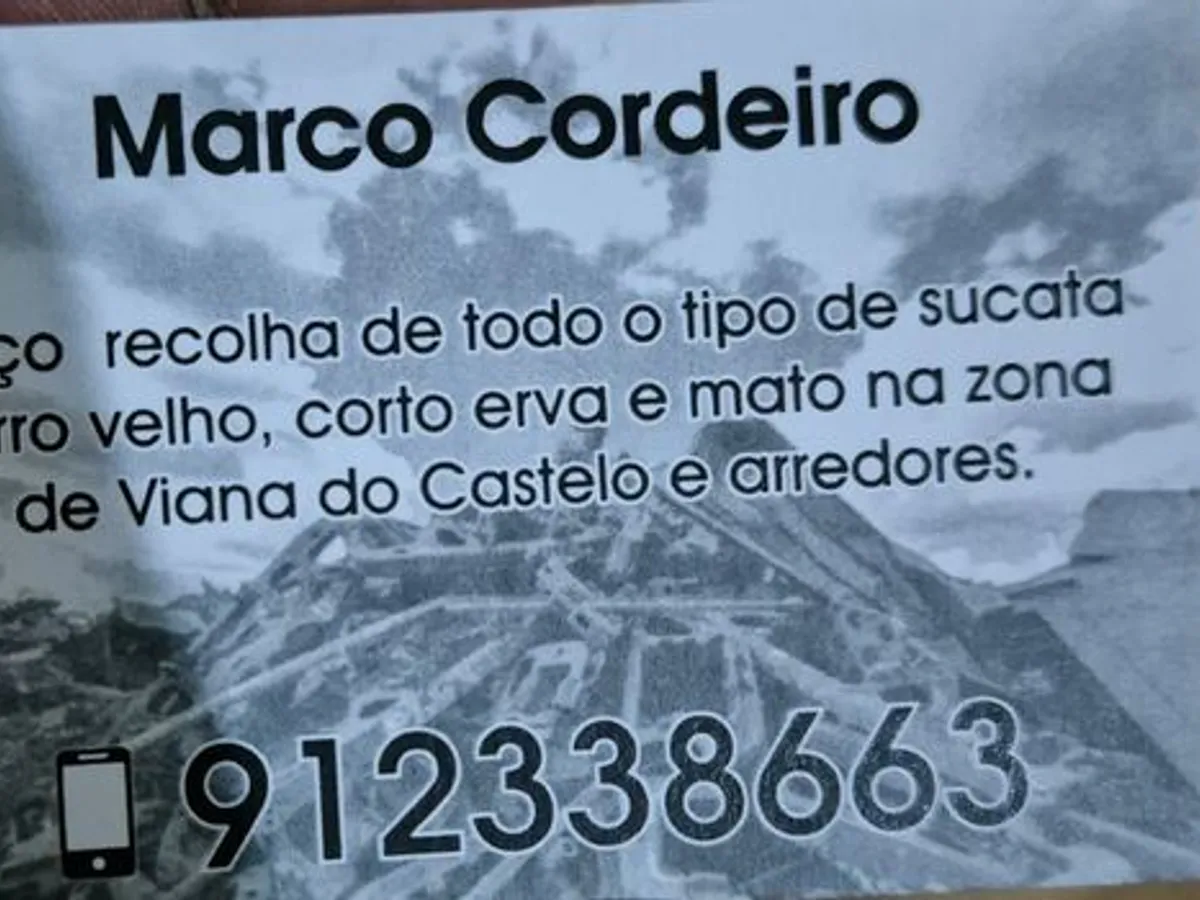 Marco Cordeiro
ço recolha de todo o tipo de sucata
rro velho, corto erva e mato na zona
de Viana do Castelo e arredores.
912338663